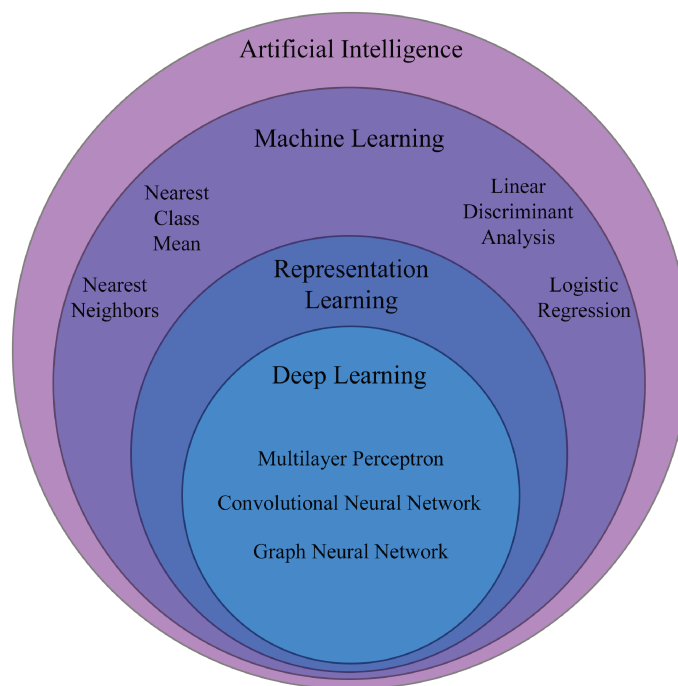 Artificial Intelligence
Machine Learning
Nearest
Class
Mean
Linear
Discriminant
Analysis
Nearest
Neighbors
Logistic
Regression
Representation
Learning
Deep Learning
Multilayer Perceptron
Convolutional Neural Network
Graph Neural Network